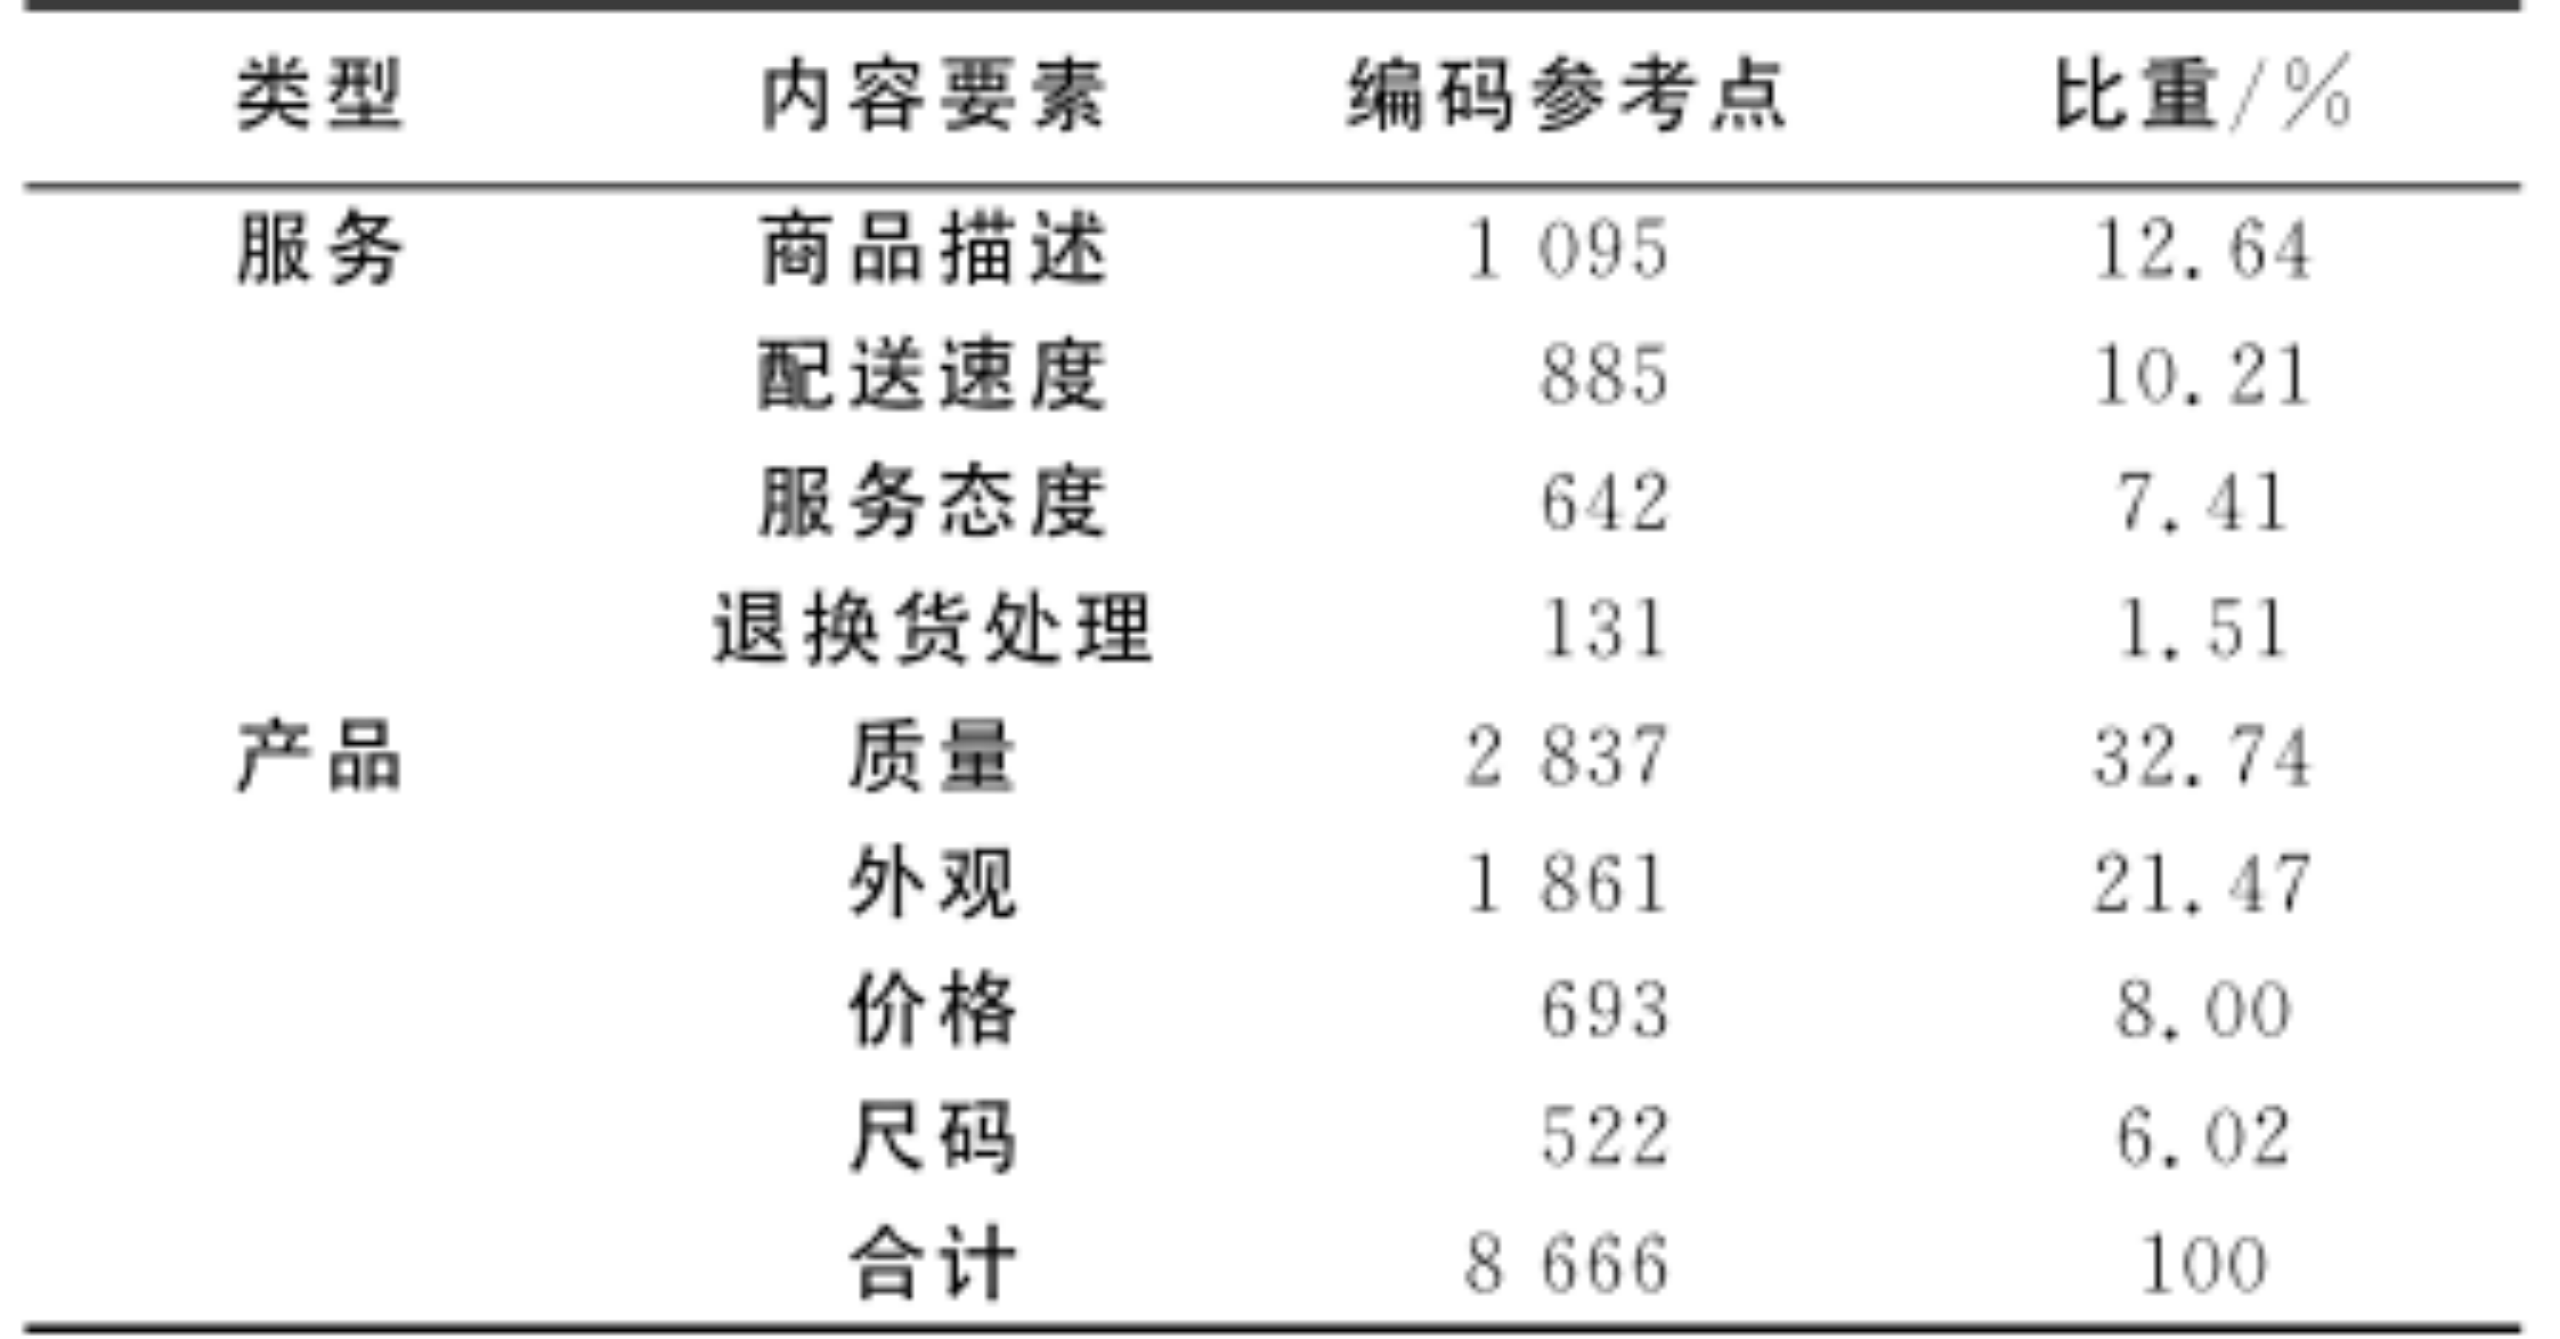 类型 内容要素 编码参考点 比重/%
服务 商品描述 1 095 12.64
配送速度 885 10.21
服务态度 642 7.41
退换货处理 131 1.51
产品 质量 2 837 32.74
外观 1 861 21.47
价格 693 8.00
尺码 522 6.02
合计 8 666 100